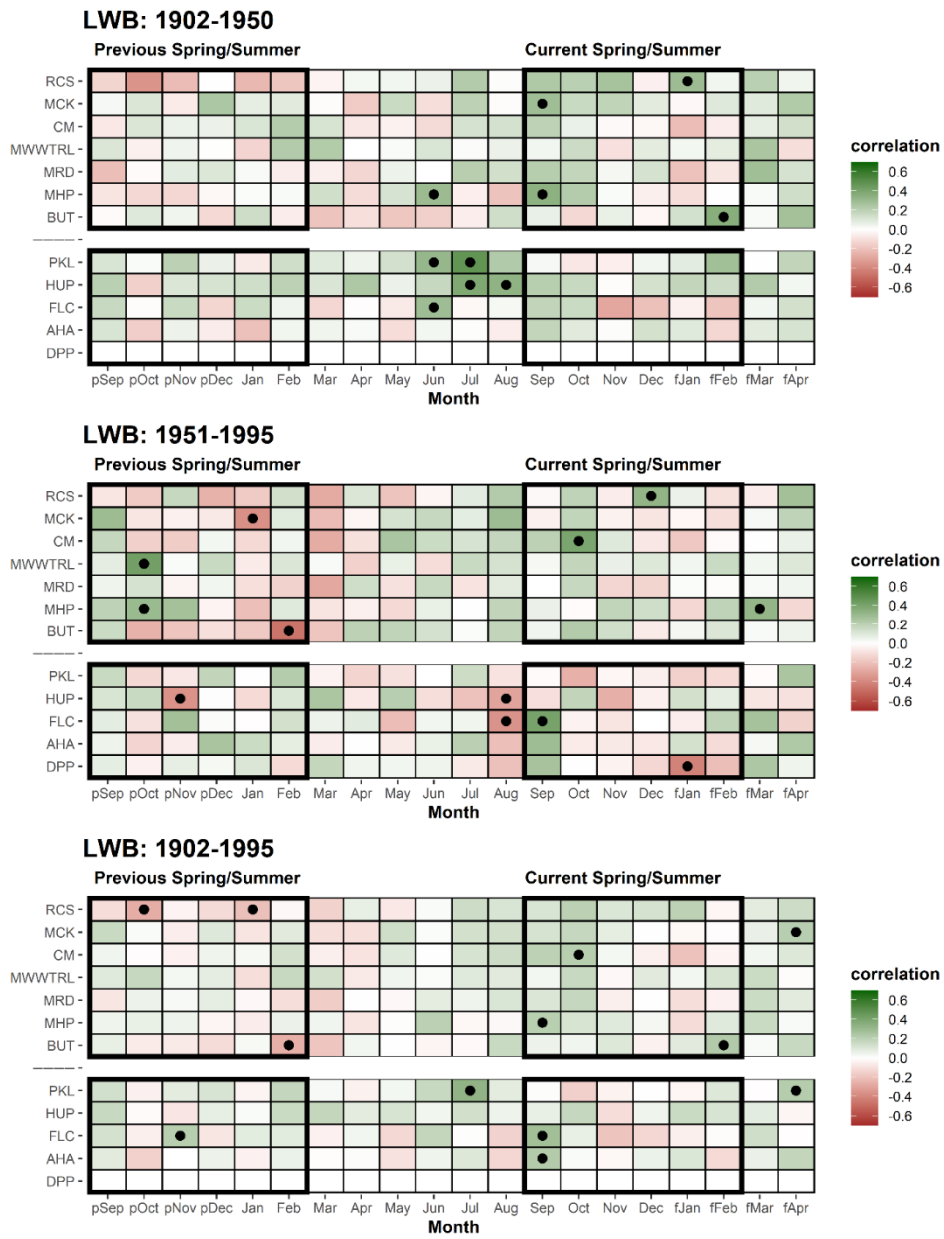 LWB: 1902-1950
Previous Spring/Summer Current Spring/Summer
RCS
MCK
CM
MWWTRL
MRD
MHP
BUT
————
PKL
HUP
FLC
AHA
DPP
pSep pOct pNov pDec Jan Feb Mar Apr May Jun Jul Aug Sep Oct Nov Dec fJan fFeb fMar fApr
Month
correlation
0.6
0.4
0.2
0.0
-0.2
-0.4
-0.6
LWB: 1951-1995
Previous Spring/Summer Current Spring/Summer
RCS
MCK
CM
MWWTRL
MRD
MHP
BUT
————
PKL
HUP
FLC
AHA
DPP
pSep pOct pNov pDec Jan Feb Mar Apr May Jun Jul Aug Sep Oct Nov Dec fJan fFeb fMar fApr
Month
correlation
0.6
0.4
0.2
0.0
-0.2
-0.4
-0.6
LWB: 1902-1995
Previous Spring/Summer Current Spring/Summer
RCS
MCK
CM
MWWTRL
MRD
MHP
BUT
————
PKL
HUP
FLC
AHA
DPP
pSep pOct pNov pDec Jan Feb Mar Apr May Jun Jul Aug Sep Oct Nov Dec fJan fFeb fMar fApr
Month
correlation
0.6
0.4
0.2
0.0
-0.2
-0.4
-0.6